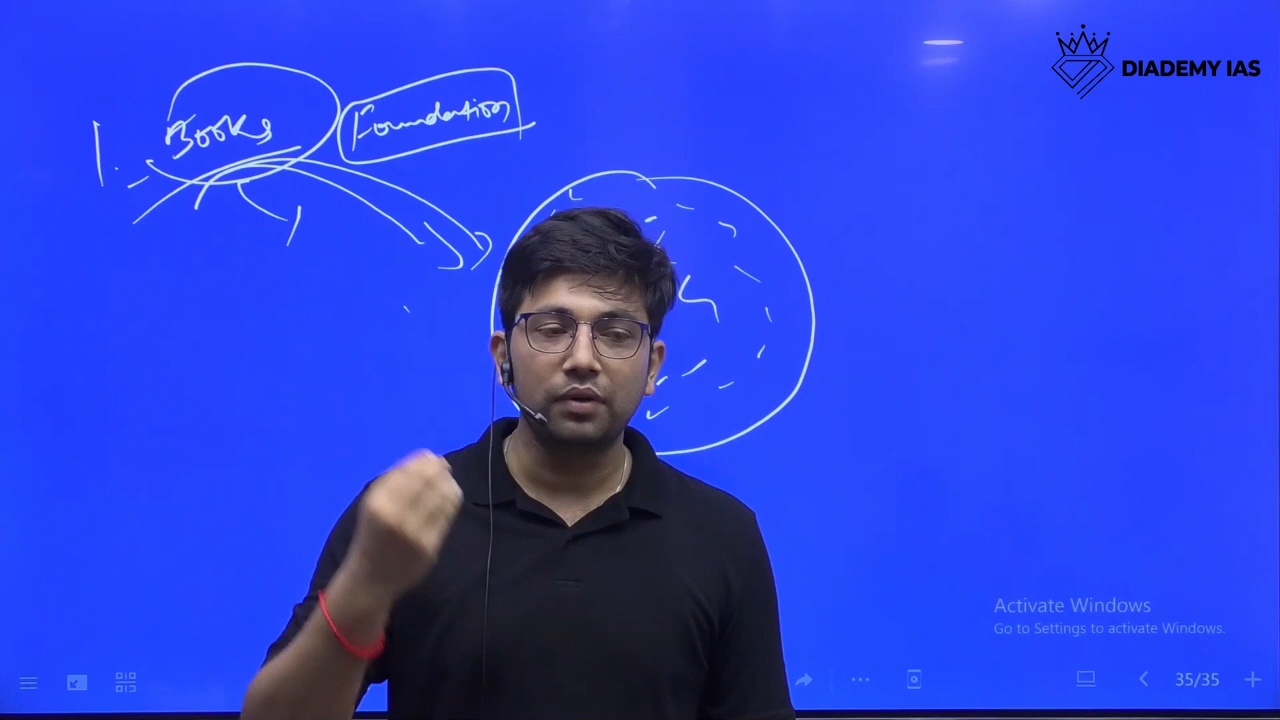 DIADEMY IAS
1. Books Foundation
Activate Windows
Go to Settings to activate Windows.
35/35